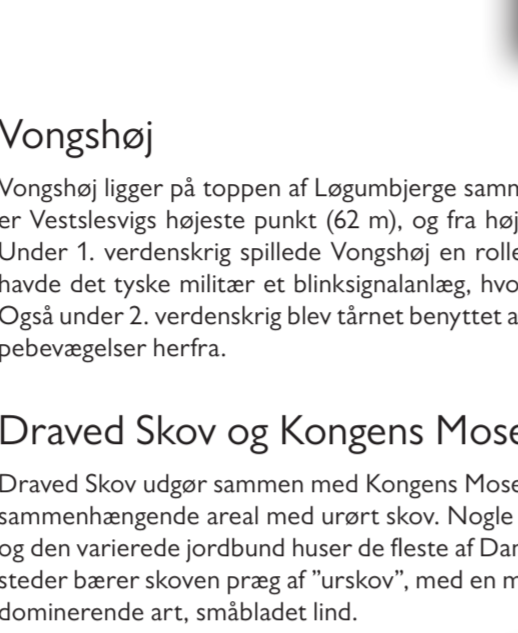 Vongshøj
Vongshøj ligger på toppen af Løgumbjerge samm
er Vestslesvigs højeste punkt (62 m), og fra høj
Under 1. verdenskrig spillede Vongshøj en rolle
havde det tyske militær et blinksignalanlæg, hvo
Også under 2. verdenskrig blev tårnet benyttet a
pebevægelser herfra.
Draved Skov og Kongens Mose
Draved Skov udgør sammen med Kongens Mose
sammenhængende areal med urørt skov. Nogle
og den varierede jordbund huser de fleste af Dan
steder bærer skoven præg af ”urskov”, med en m
dominerende art, småbladet lind.